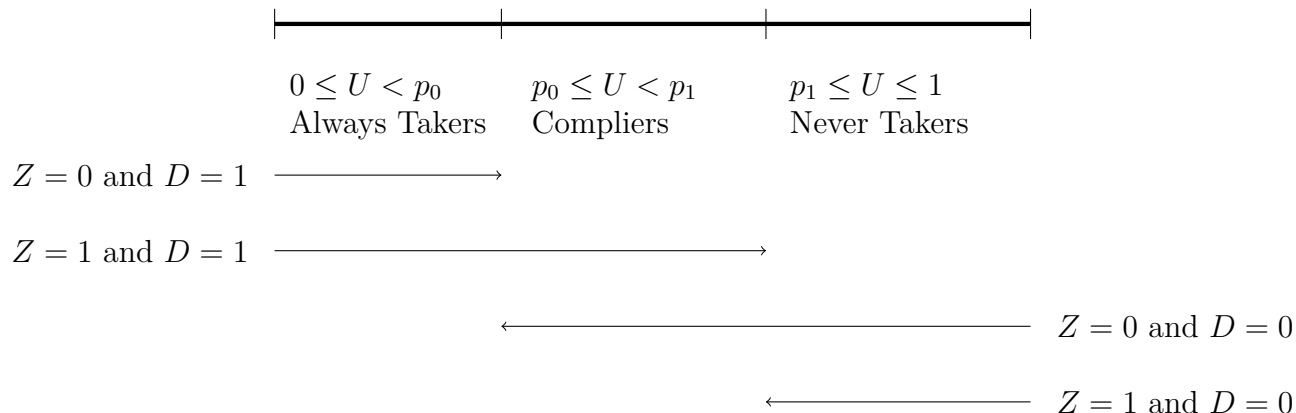 0 ≤ U < p₀ p₀ ≤ U < p₁ p₁ ≤ U ≤ 1
Always Takers Compliers Never Takers
Z = 0 and D = 1
Z = 1 and D = 1
Z = 0 and D = 0
Z = 1 and D = 0